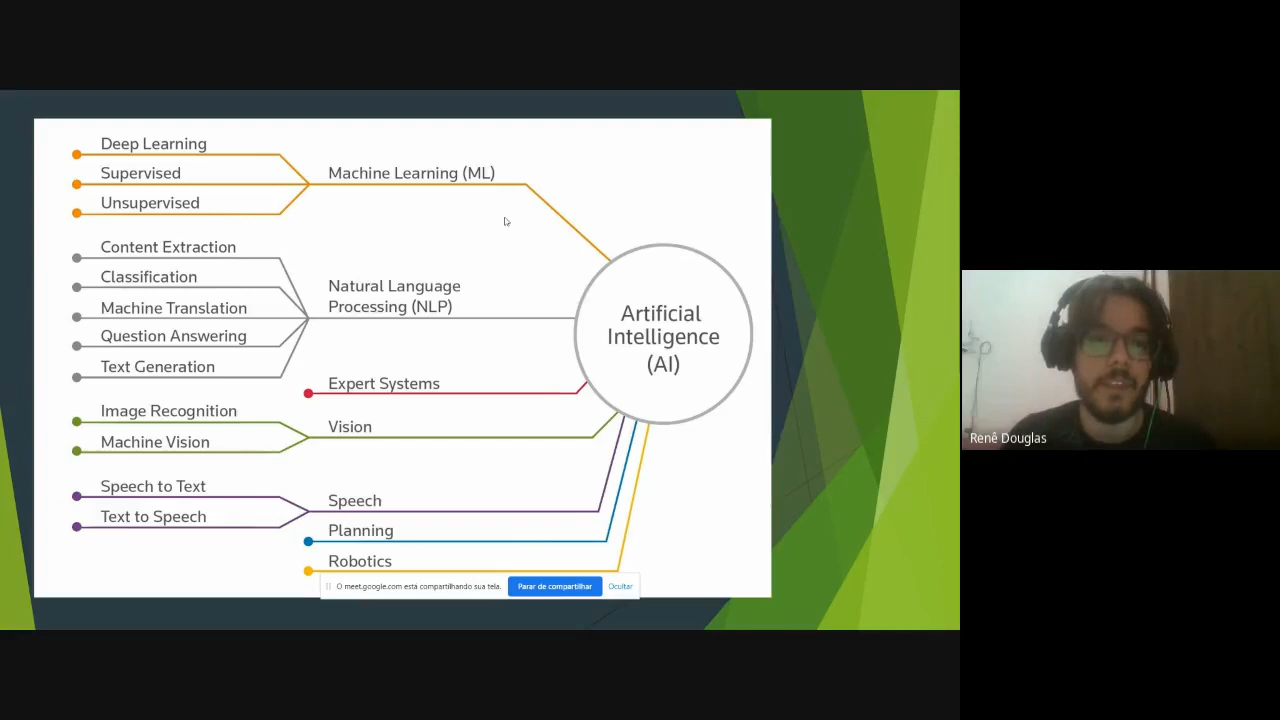 Deep Learning
Supervised
Unsupervised
Machine Learning (ML)
Content Extraction
Classification
Machine Translation
Question Answering
Text Generation
Natural Language
Processing (NLP)
Expert Systems
Image Recognition
Machine Vision
Vision
Speech to Text
Text to Speech
Speech
Planning
Robotics
Artificial
Intelligence
(AI)
O meet.google.com está compartilhando sua tela.
Parar de compartilhar
Ocultar
Renê Douglas